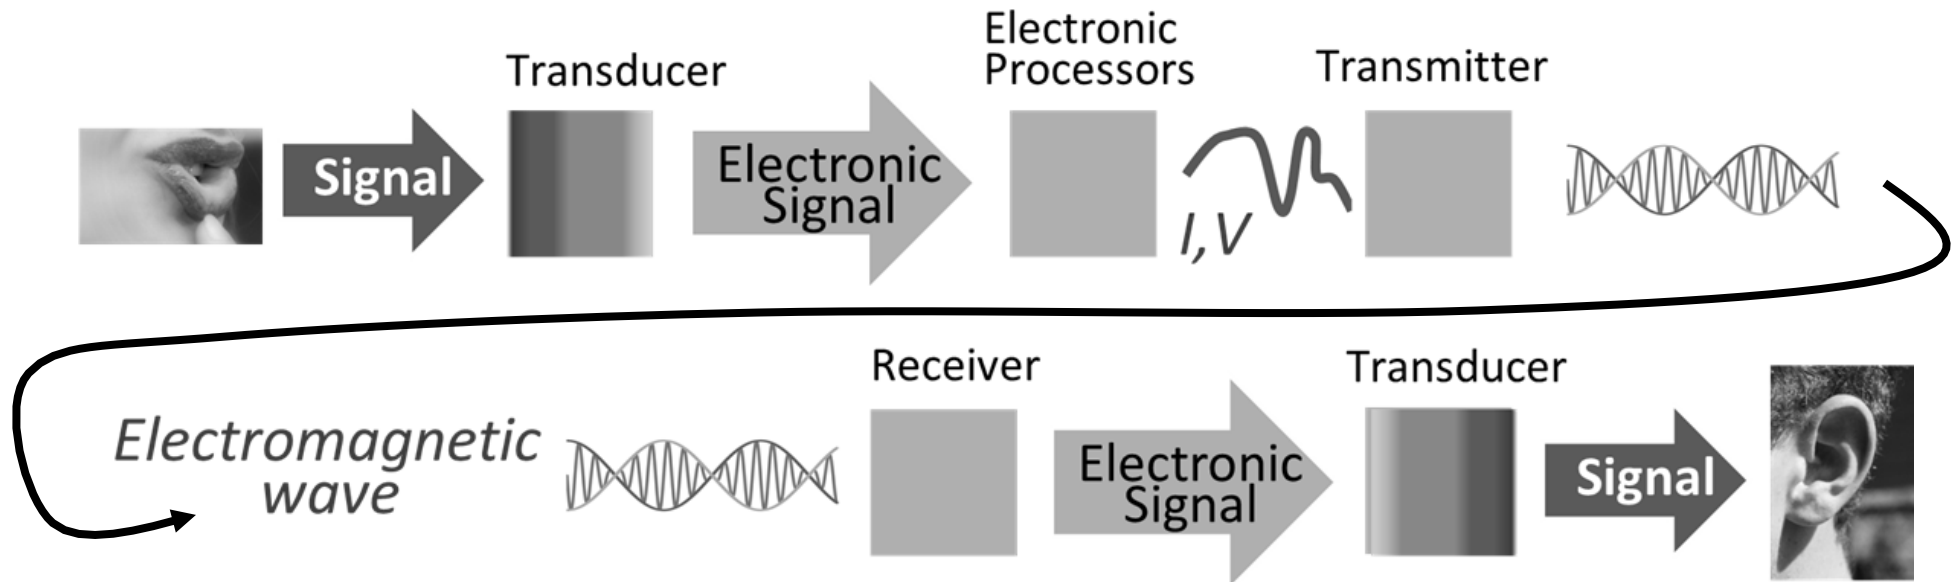 Transducer
Electronic
Processors
Transmitter
Signal
Electronic
Signal
I, V
Receiver
Transducer
Electromagnetic
wave
Electronic
Signal
Signal